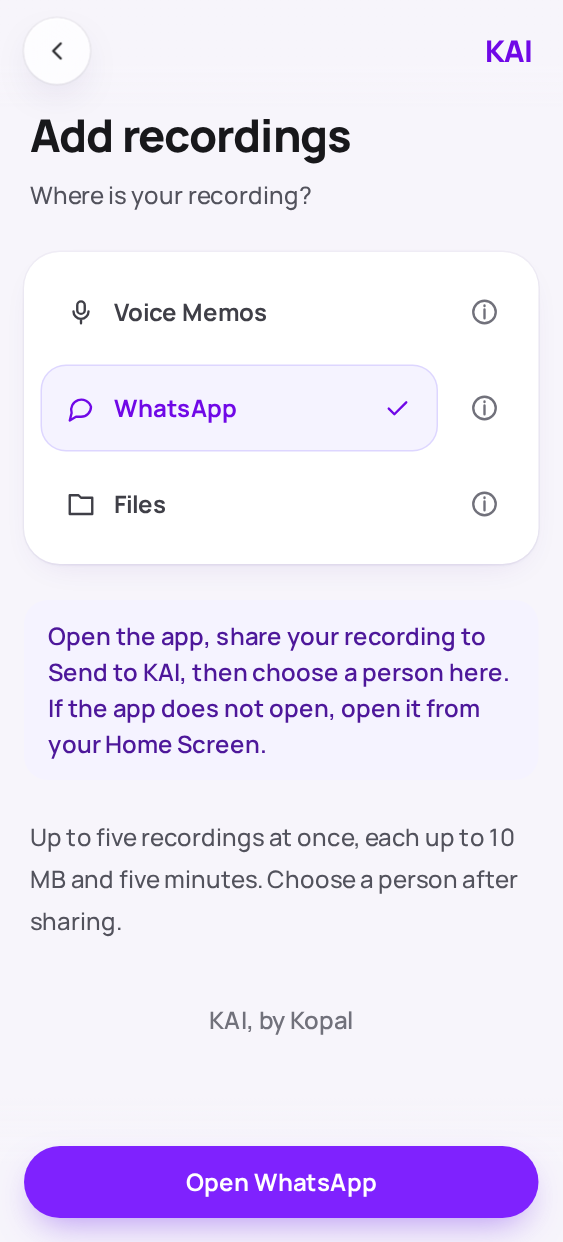 KAI
Add recordings
Where is your recording?
Voice Memos
WhatsApp
Files
Open the app, share your recording to
Send to KAI, then choose a person here.
If the app does not open, open it from
your Home Screen.
Up to five recordings at once, each up to 10
MB and five minutes. Choose a person after
sharing.
KAI, by Kopal
Open WhatsApp